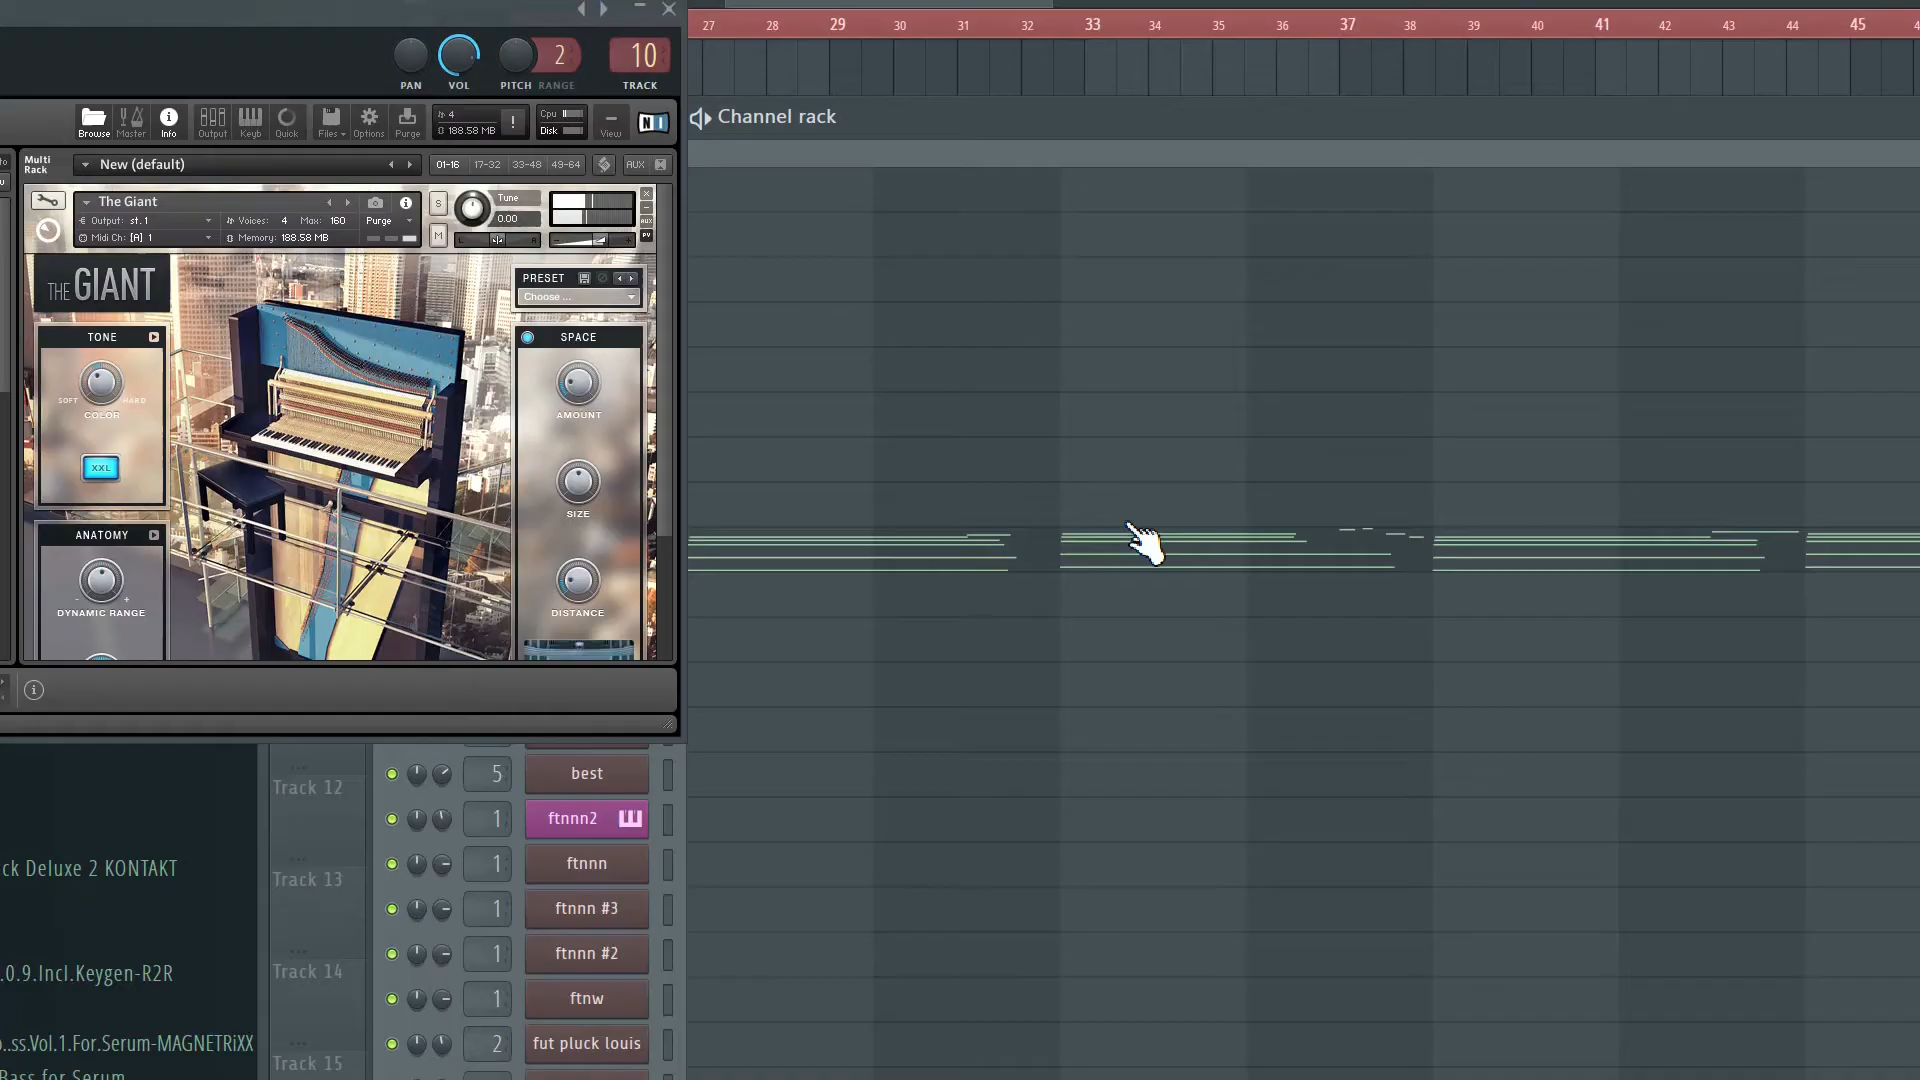 27 28 29 30 31 32 33 34 35 36 37 38 39 40 41 42 43 44 45
2
10
PAN VOL PITCH RANGE TRACK
Channel rack
Browse Master Info Output Keyb Quick Files Options Purge
4
188.58 MB
!
Cpu
Disk
View
NI
Multi
Rack
New (default)
01-16 17-32 33-48 49-64
AUX
The Giant
Output: st.1
Voices: 4 Max: 160 Purge
Midi Ch: [A] 1
Memory: 188.58 MB
S
M
Tune
0.00
L R
AUX
PV
THE GIANT
PRESET
Choose ...
TONE
SOFT HARD
COLOR
XXL
SPACE
AMOUNT
SIZE
DISTANCE
ANATOMY
- +
DYNAMIC RANGE
Track 12
5 best
1 ftnnn2
ck Deluxe 2 KONTAKT
Track 13
1 ftnnn
1 ftnnn #3
1 ftnnn #2
.0.9.Incl.Keygen-R2R
Track 14
1 ftnw
o..ss.Vol.1.For.Serum-MAGNETRiXX
2 fut pluck louis
Track 15
Bass for Serum